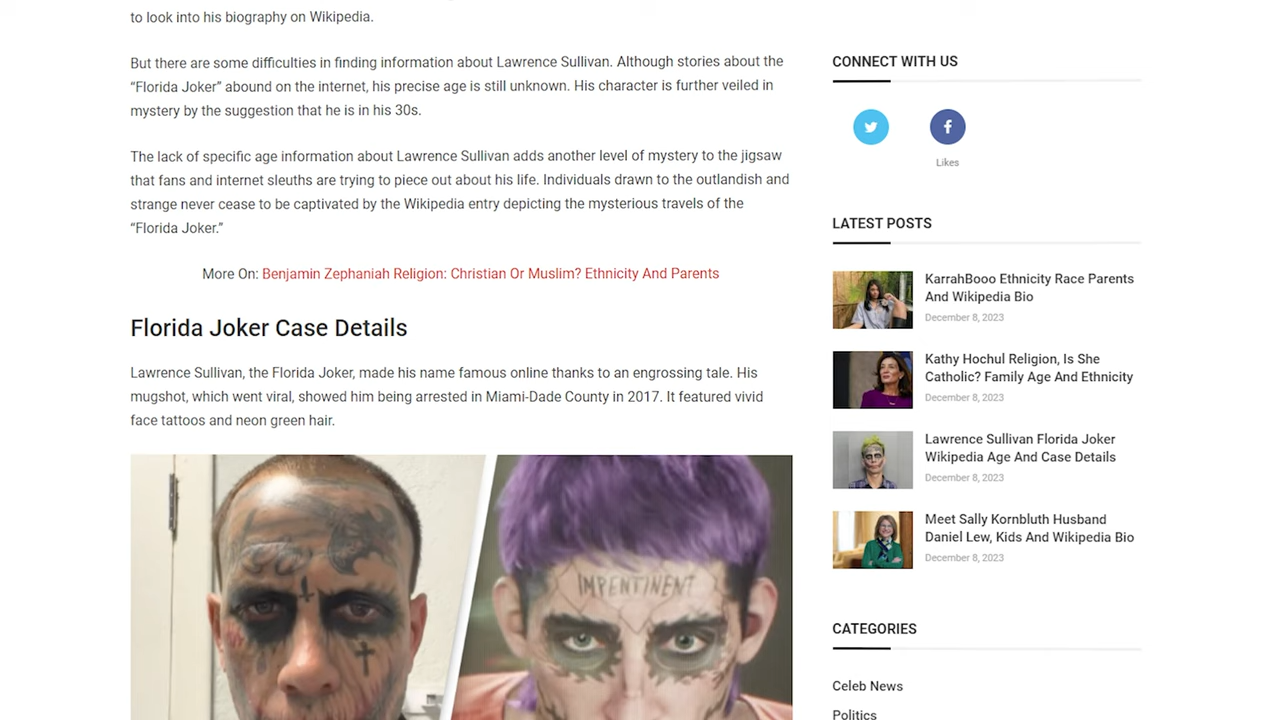 to look into his biography on Wikipedia.
But there are some difficulties in finding information about Lawrence Sullivan. Although stories about the
“Florida Joker” abound on the internet, his precise age is still unknown. His character is further veiled in
mystery by the suggestion that he is in his 30s.
The lack of specific age information about Lawrence Sullivan adds another level of mystery to the jigsaw
that fans and internet sleuths are trying to piece out about his life. Individuals drawn to the outlandish and
strange never cease to be captivated by the Wikipedia entry depicting the mysterious travels of the
“Florida Joker.”
More On: Benjamin Zephaniah Religion: Christian Or Muslim? Ethnicity And Parents
Florida Joker Case Details
Lawrence Sullivan, the Florida Joker, made his name famous online thanks to an engrossing tale. His
mugshot, which went viral, showed him being arrested in Miami-Dade County in 2017. It featured vivid
face tattoos and neon green hair.
IMPENTINENT
CONNECT WITH US
Likes
LATEST POSTS
KarrahBooo Ethnicity Race Parents
And Wikipedia Bio
December 8, 2023
Kathy Hochul Religion, Is She
Catholic? Family Age And Ethnicity
December 8, 2023
Lawrence Sullivan Florida Joker
Wikipedia Age And Case Details
December 8, 2023
Meet Sally Kornbluth Husband
Daniel Lew, Kids And Wikipedia Bio
December 8, 2023
CATEGORIES
Celeb News
Politics